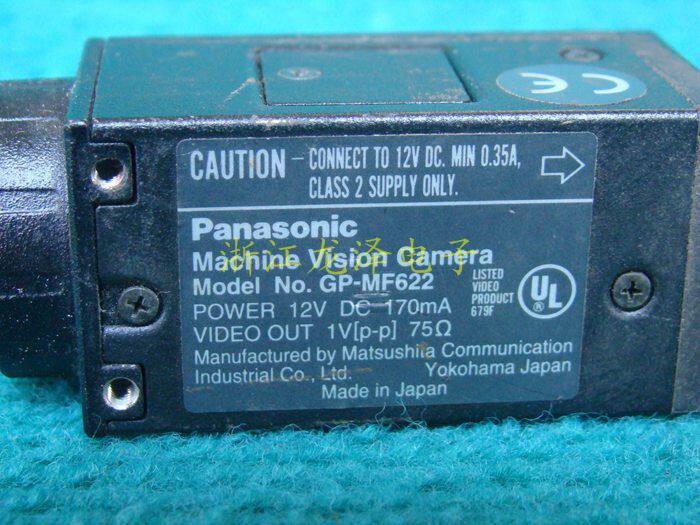 CE
CAUTION – CONNECT TO 12V DC. MIN 0.35A,
CLASS 2 SUPPLY ONLY.
Panasonic
浙江龙泽电子
Machine Vision Camera
Model No. GP-MF622
POWER 12V DC 170mA
VIDEO OUT 1V[p-p] 75Ω
LISTED
VIDEO
PRODUCT
679F
UL
Manufactured by Matsushita Communication
Industrial Co., Ltd. Yokohama Japan
Made in Japan